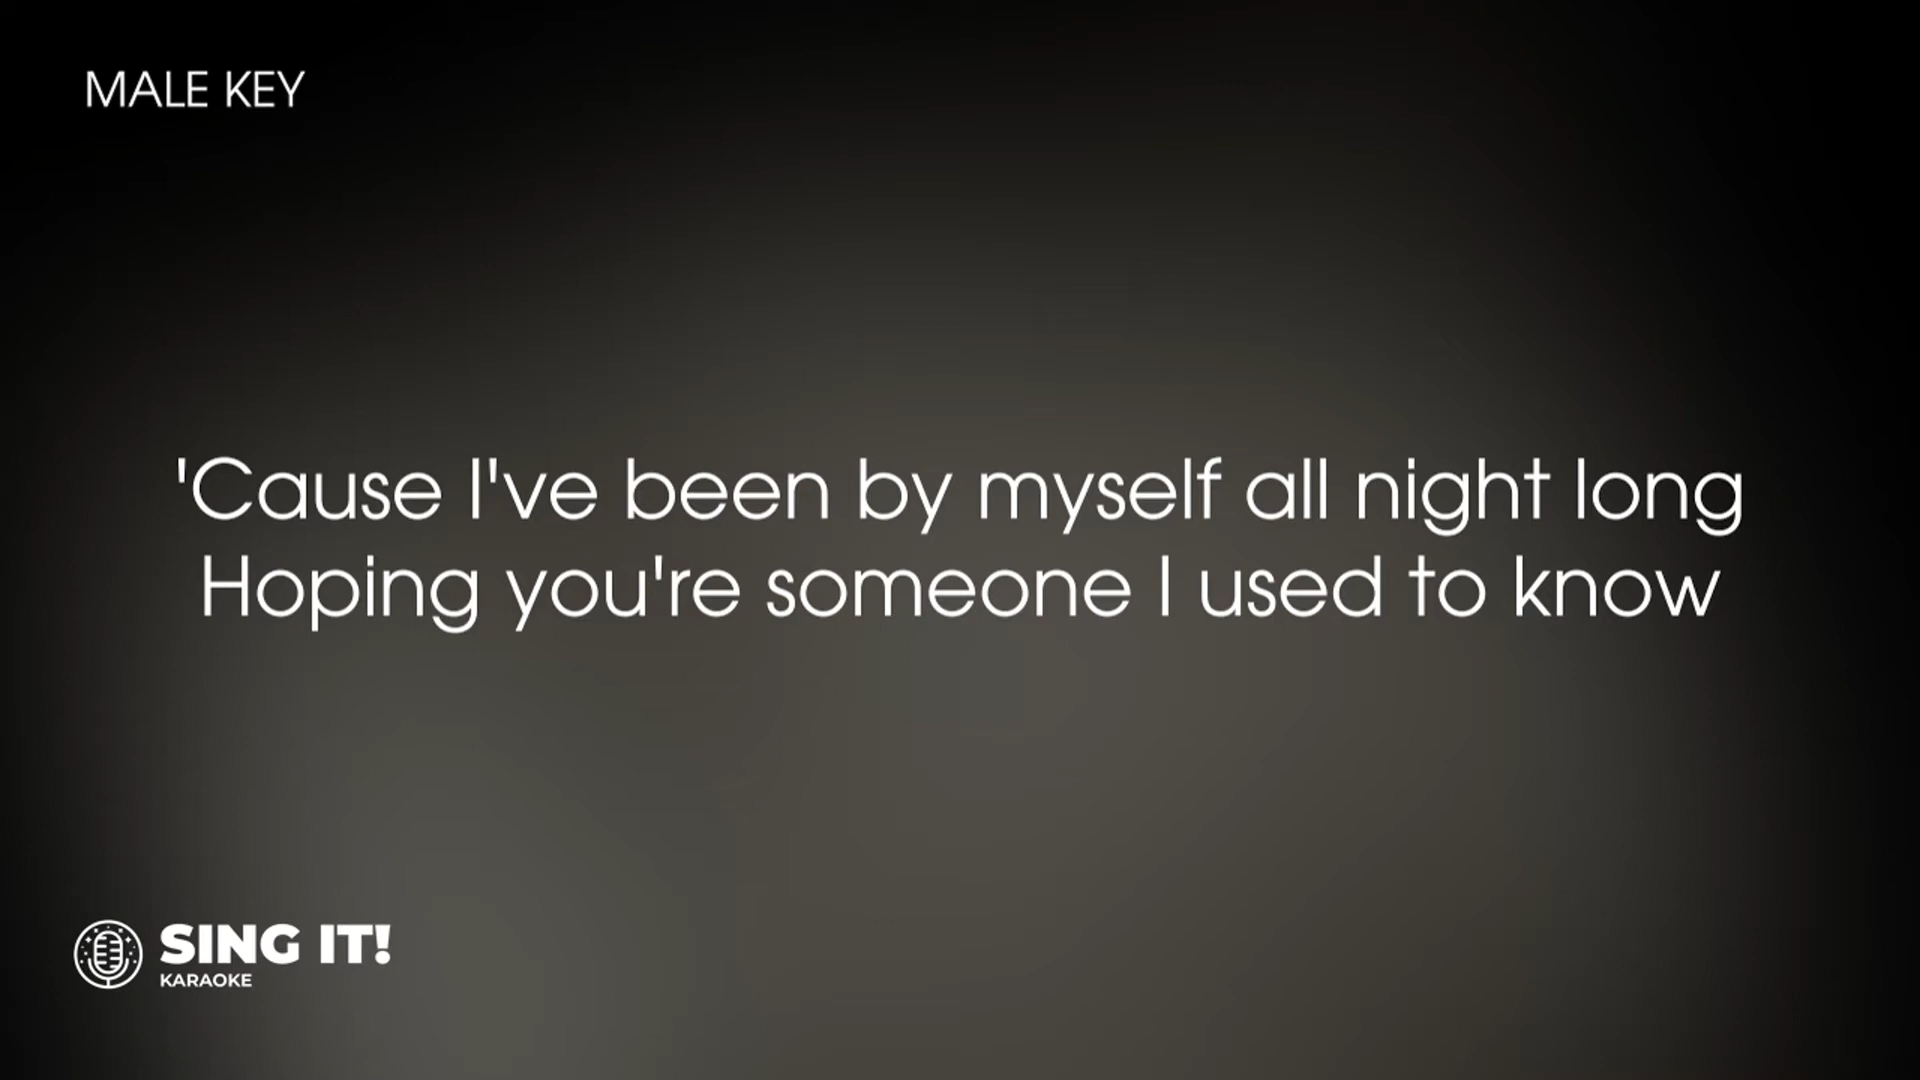 MALE KEY
'Cause I've been by myself all night long
Hoping you're someone I used to know
SING IT!
KARAOKE